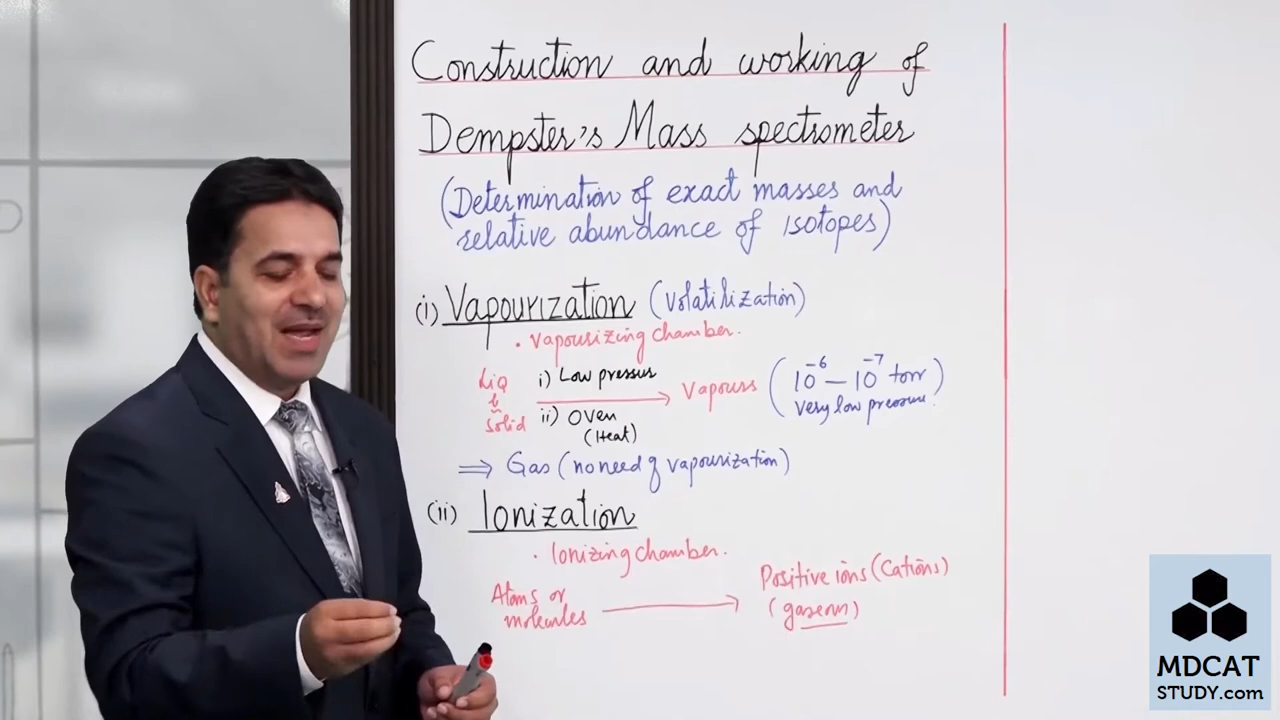 Construction and working of
Dempster's Mass spectrometer
(Determination of exact masses and
relative abundance of isotopes)
(i) Vapourization (Volatilization)
• Vapourizing chamber.
Liq & Solid
i) Low pressure
ii) Oven
(Heat)
Vapours
(10⁻⁶ – 10⁻⁷ torr)
very low pressure.
⇒ Gas (no need of vapourization)
(ii) Ionization
• Ionizing chamber.
Atoms or
molecules
Positive ions (Cations)
(gaseous)
MDCAT
STUDY.com